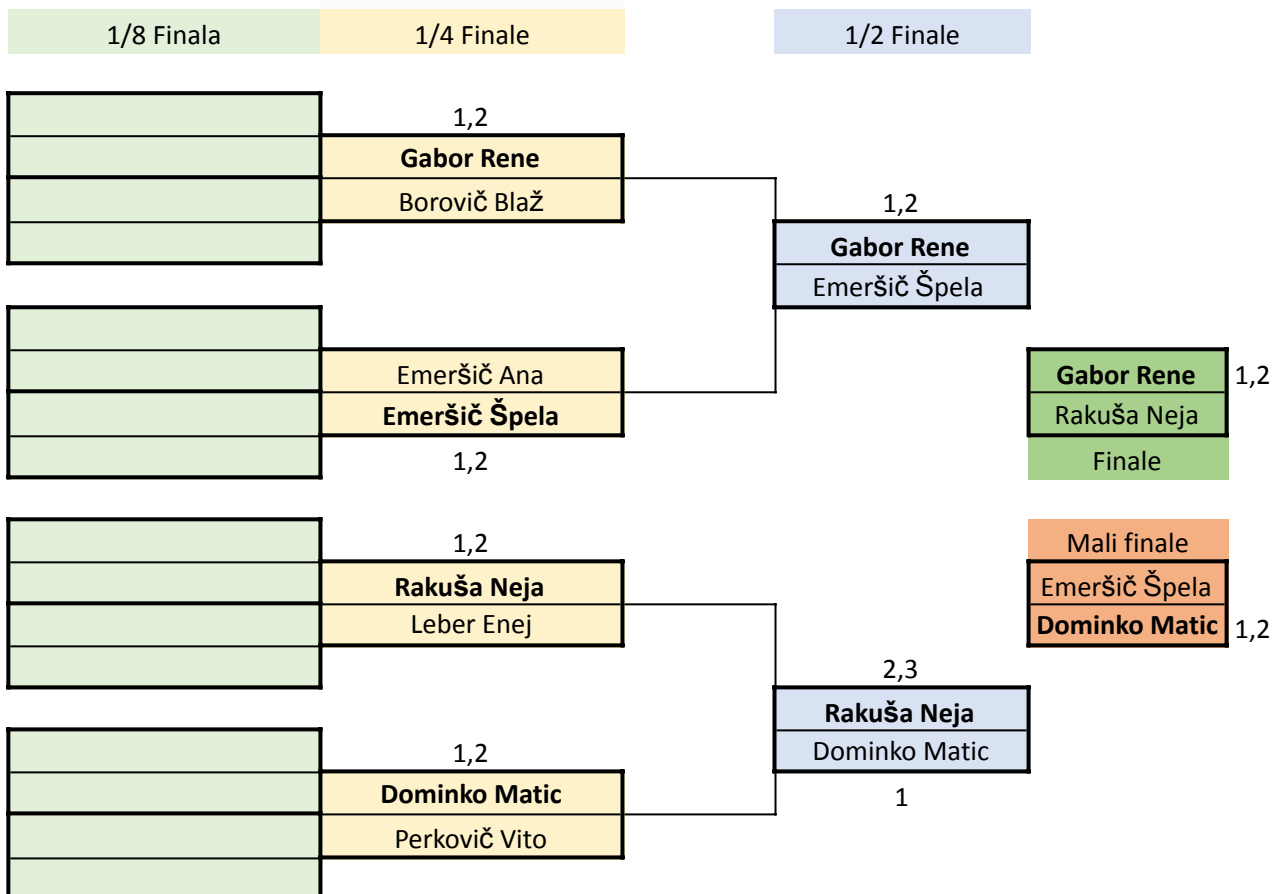 1/8 Finala
1/4 Finale
1/2 Finale
1,2
Gabor Rene
Borovič Blaž
1,2
Gabor Rene
Emeršič Špela
Emeršič Ana
Emeršič Špela
1,2
Gabor Rene
1,2
Rakuša Neja
Finale
1,2
Rakuša Neja
Leber Enej
Mali finale
Emeršič Špela
Dominko Matic
1,2
2,3
Rakuša Neja
Dominko Matic
1
1,2
Dominko Matic
Perkovič Vito